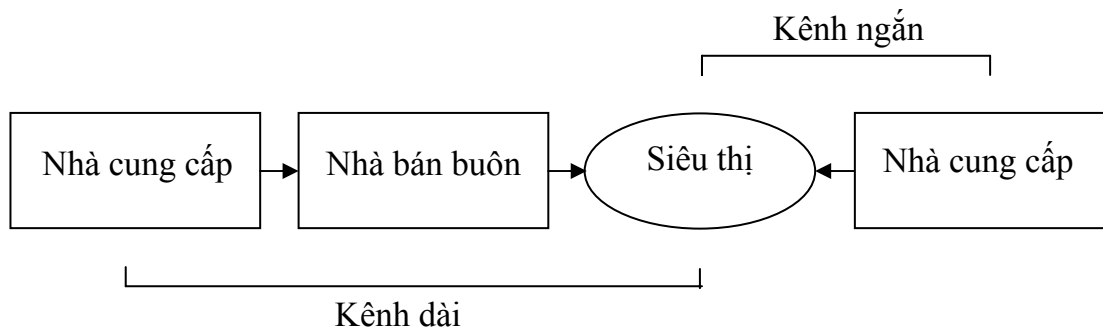 Kênh ngắn
Nhà cung cấp
Nhà bán buôn
Siêu thị
Nhà cung cấp
Kênh dài